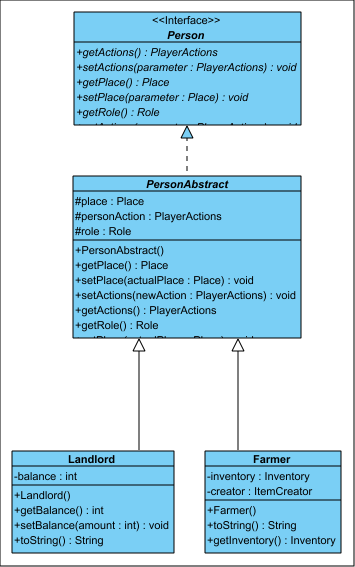 <<Interface>>
Person
+getActions() : PlayerActions
+setActions(parameter : PlayerActions) : void
+getPlace() : Place
+setPlace(parameter : Place) : void
+getRole() : Role
PersonAbstract
#place : Place
#personAction : PlayerActions
#role : Role
+PersonAbstract()
+getPlace() : Place
+setPlace(actualPlace : Place) : void
+setActions(newAction : PlayerActions) : void
+getActions() : PlayerActions
+getRole() : Role
Landlord
-balance : int
+Landlord()
+getBalance() : int
+setBalance(amount : int) : void
+toString() : String
Farmer
-inventory : Inventory
-creator : ItemCreator
+Farmer()
+toString() : String
+getInventory() : Inventory